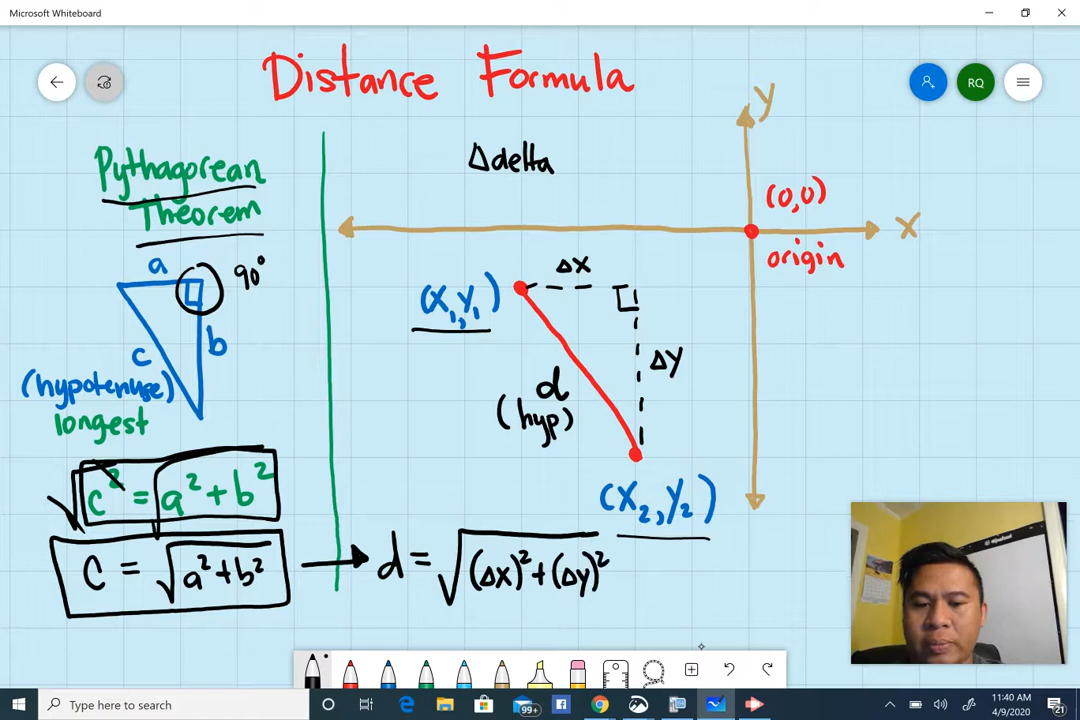 Microsoft Whiteboard
Distance Formula
RQ
y
Δdelta
Pythagorean
Theorem
(0,0)
x
origin
a
90°
Δx
(x₁,y₁)
b
c
Δy
(hypotenuse)
d
longest
(hyp)
√c² = a² + b²
(x₂,y₂)
c = √a² + b²
d = √(Δx)² + (Δy)²
Type here to search
99+
11:40 AM
4/9/2020
21